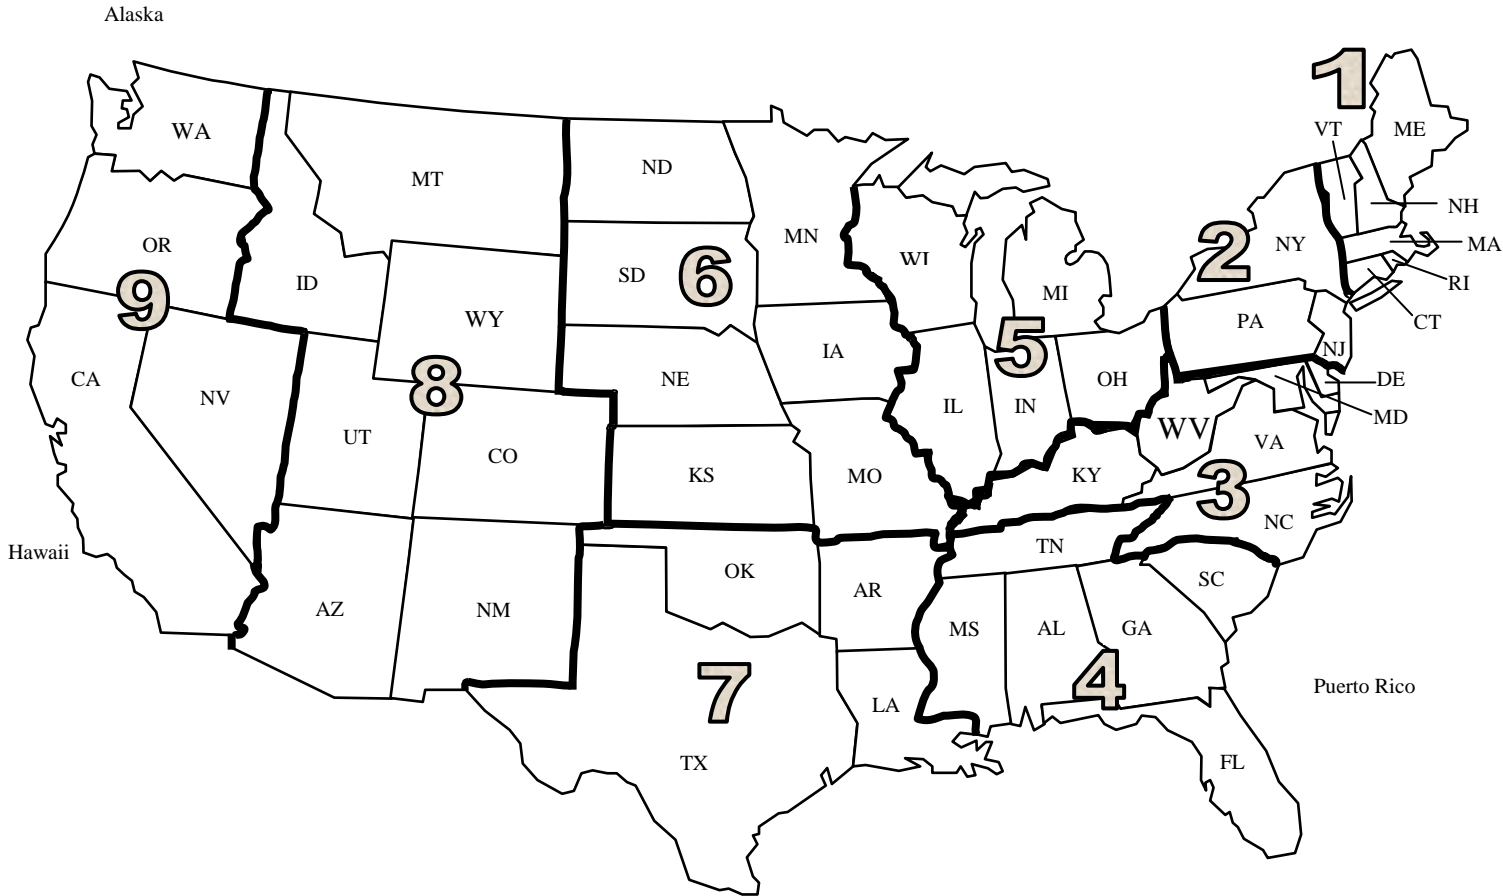 Alaska
1
WA
VT
ME
ND
MT
NH
MN
2
NY
MA
OR
WI
SD
6
ID
9
MI
RI
WY
PA
CT
5
NJ
IA
CA
8
NE
OH
DE
NV
IL
IN
MD
UT
WV
CO
VA
KS
MO
KY
3
NC
Hawaii
TN
OK
SC
AR
AZ
NM
MS
AL
GA
4
Puerto Rico
7
LA
TX
FL